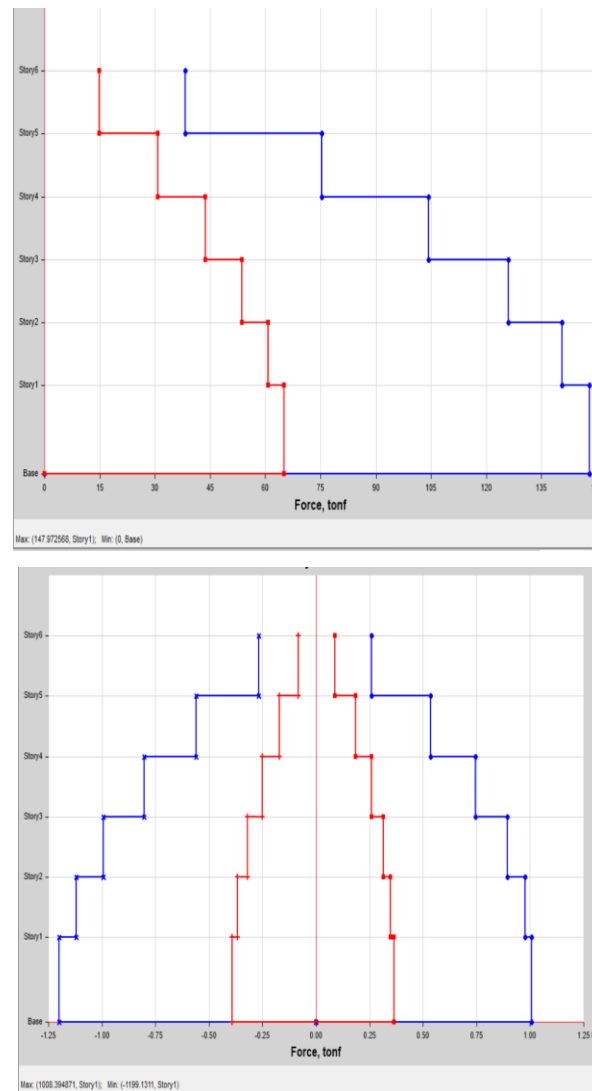 Story6
Story5
Story4
Story3
Story2
Story1
Base
0 15 30 45 60 75 90 105 120 135
Force, tonf
Max: (147.972568, Story1); Min: (0, Base)
Story6
Story5
Story4
Story3
Story2
Story1
Base
-1.25 -1.00 -0.75 -0.50 -0.25 0.00 0.25 0.50 0.75 1.00 1.25
Force, tonf
Max: (1008.394871, Story1); Min: (-1199.1311, Story1)